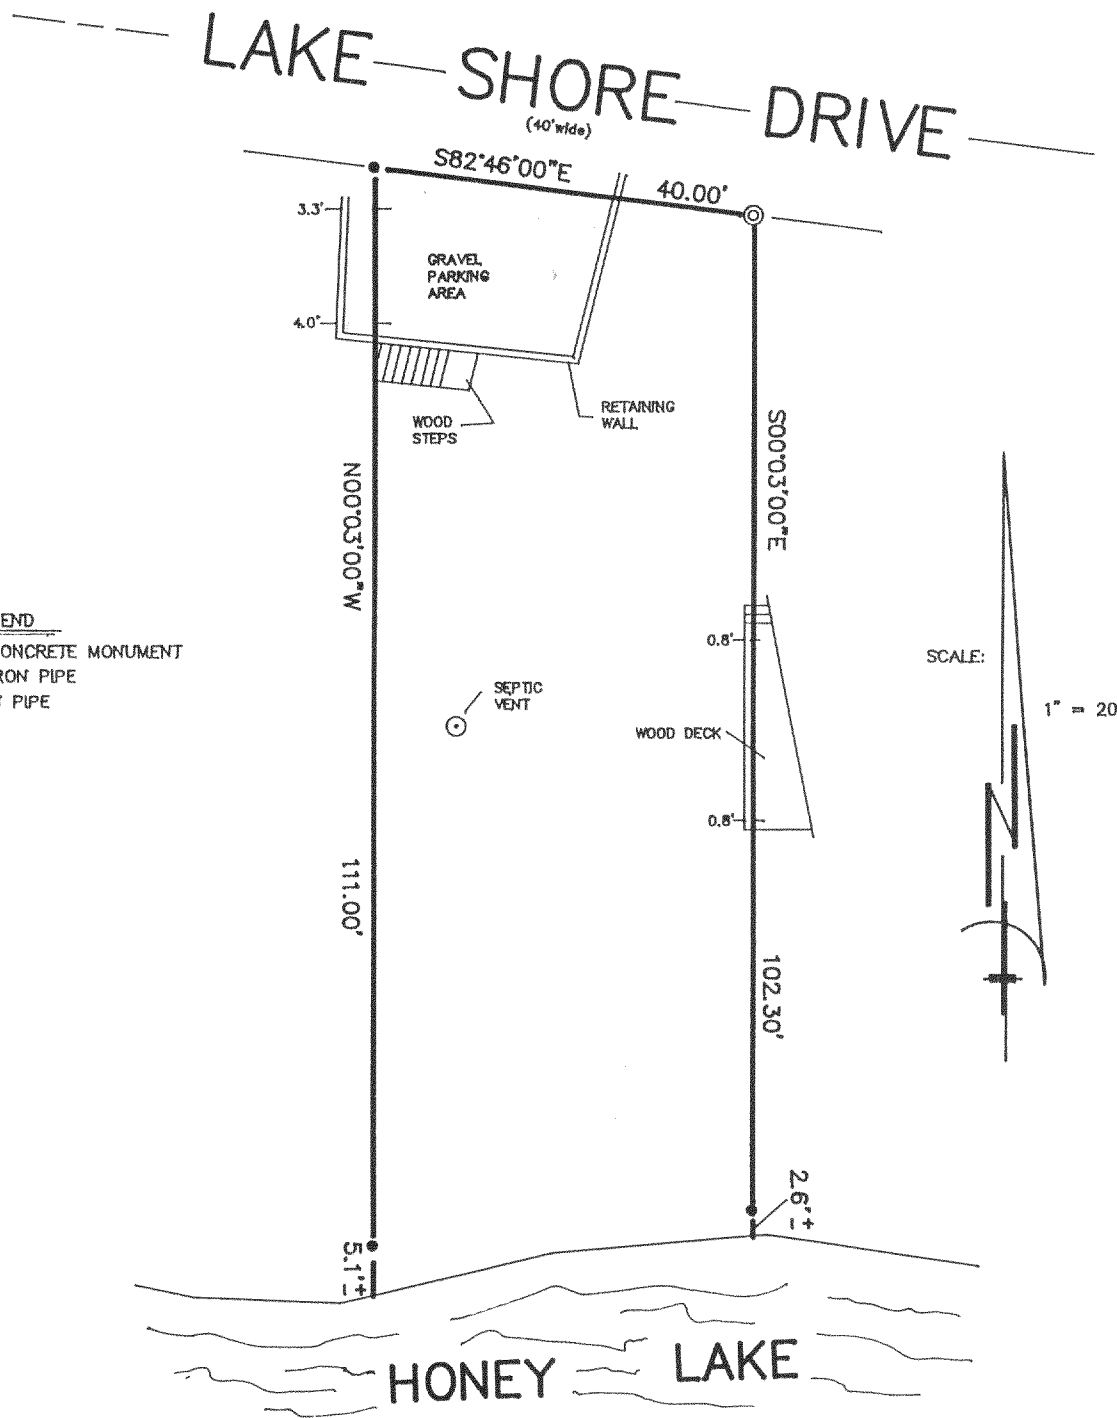 LAKE SHORE DRIVE
(40'wide)
S82°46'00"E
40.00'
3.3'
GRAVEL
PARKING
AREA
4.0'
WOOD
STEPS
RETAINING
WALL
N00°03'00"W
S00°03'00"E
END
ONCRETE MONUMENT
RON PIPE
PIPE
0.8'
SCALE:
SEPTIC
VENT
1" = 20
WOOD DECK
0.8'
111.00'
102.30'
2.6'±
5.1'±
HONEY LAKE
N